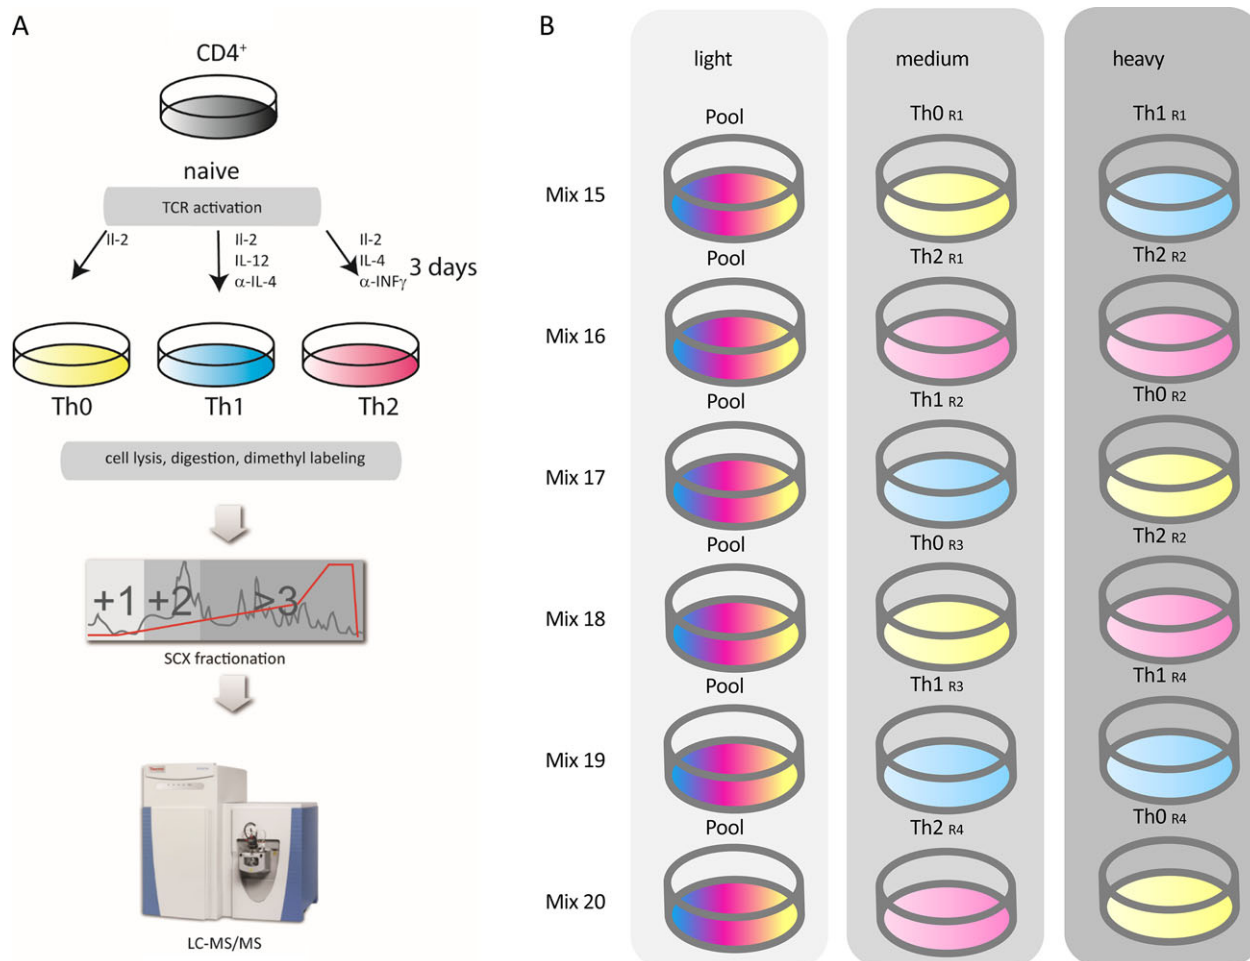 A
CD4⁺
naive
TCR activation
Il-2
Il-2
IL-12
α-IL-4
Il-2
IL-4
α-INFγ
3 days
Th0
Th1
Th2
cell lysis, digestion, dimethyl labeling
+1 +2 >3
SCX fractionation
LC-MS/MS
B
light medium heavy
Pool Th0 R1 Th1 R1
Mix 15
Pool Th2 R1 Th2 R2
Mix 16
Pool Th1 R2 Th0 R2
Mix 17
Pool Th0 R3 Th2 R2
Mix 18
Pool Th1 R3 Th1 R4
Mix 19
Pool Th2 R4 Th0 R4
Mix 20